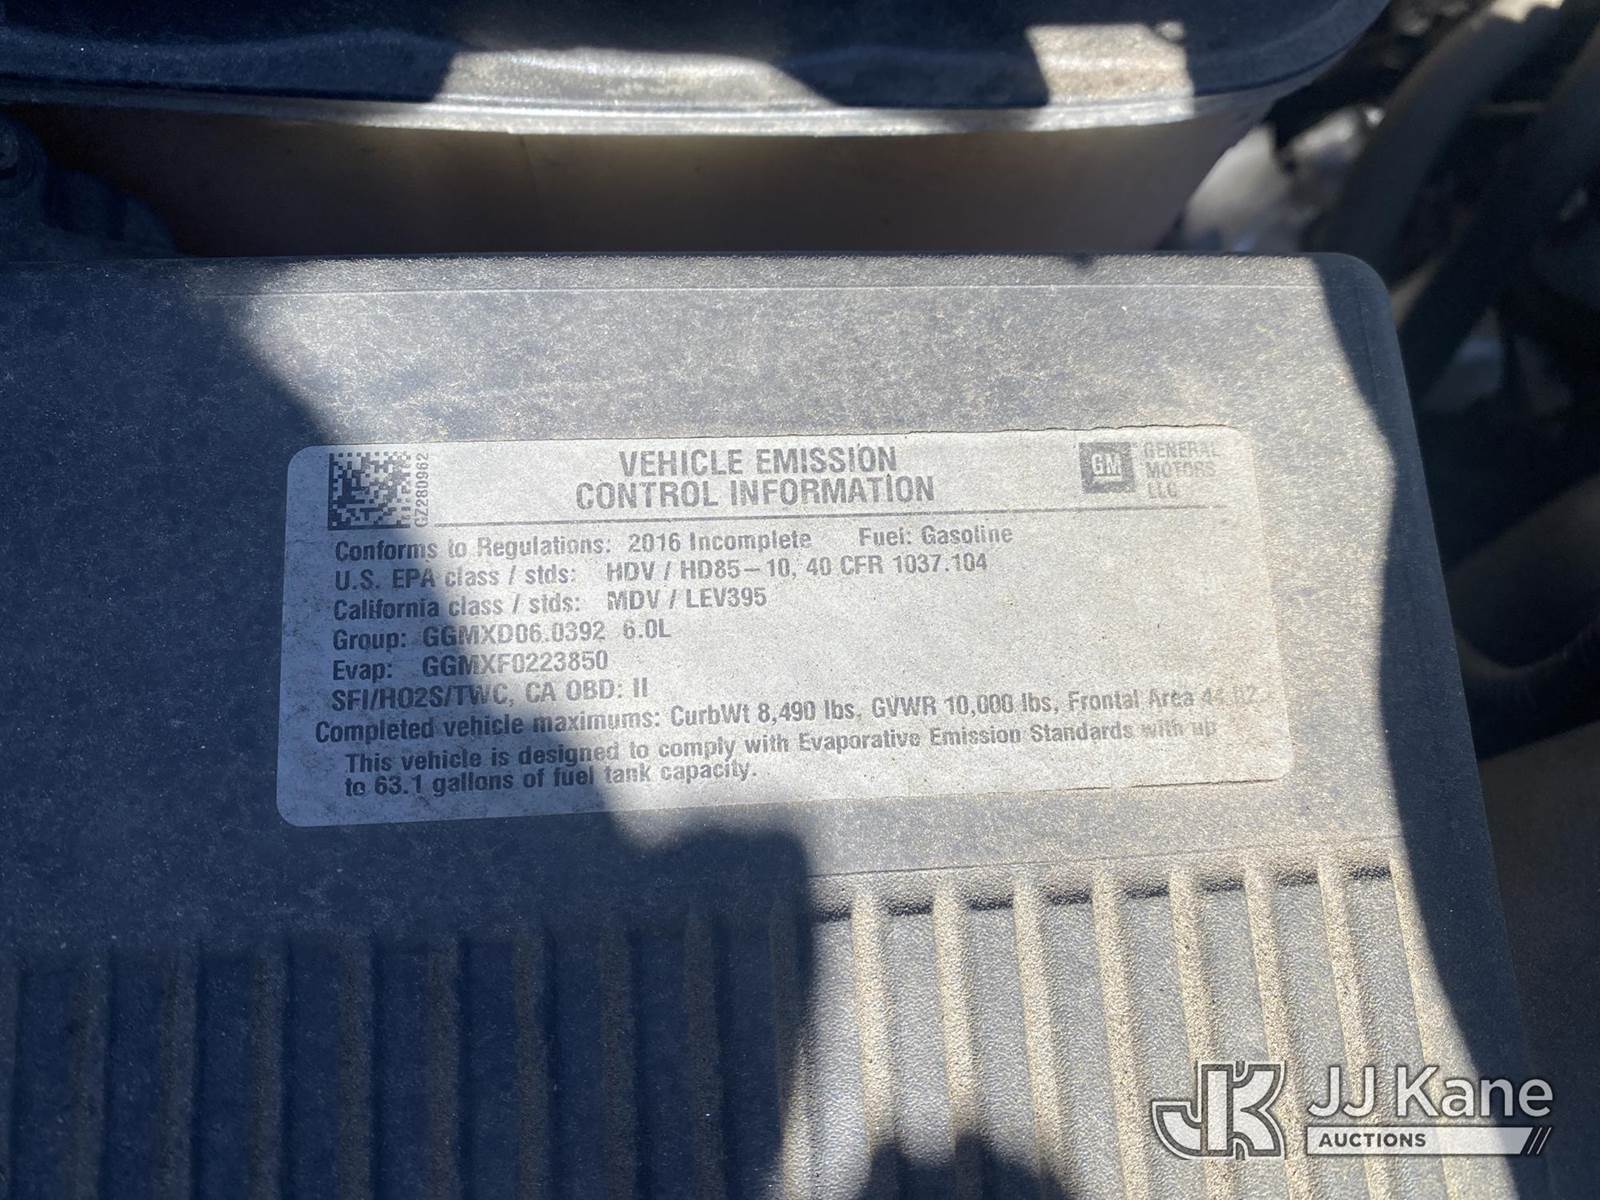 GZ280962
VEHICLE EMISSION
CONTROL INFORMATION
GM
GENERAL
MOTORS
LLC
Conforms to Regulations: 2016 Incomplete Fuel: Gasoline
U.S. EPA class / stds: HDV / HD85-10, 40 CFR 1037.104
California class / stds: MDV / LEV395
Group: GGMXD06.0392 6.0L
Evap: GGMXF0223850
SFI/HO2S/TWC, CA OBD: II
Completed vehicle maximums: CurbWt 8,490 lbs, GVWR 10,000 lbs, Frontal Area 44.02
This vehicle is designed to comply with Evaporative Emission Standards with up
to 63.1 gallons of fuel tank capacity.
JK
JJ Kane
AUCTIONS